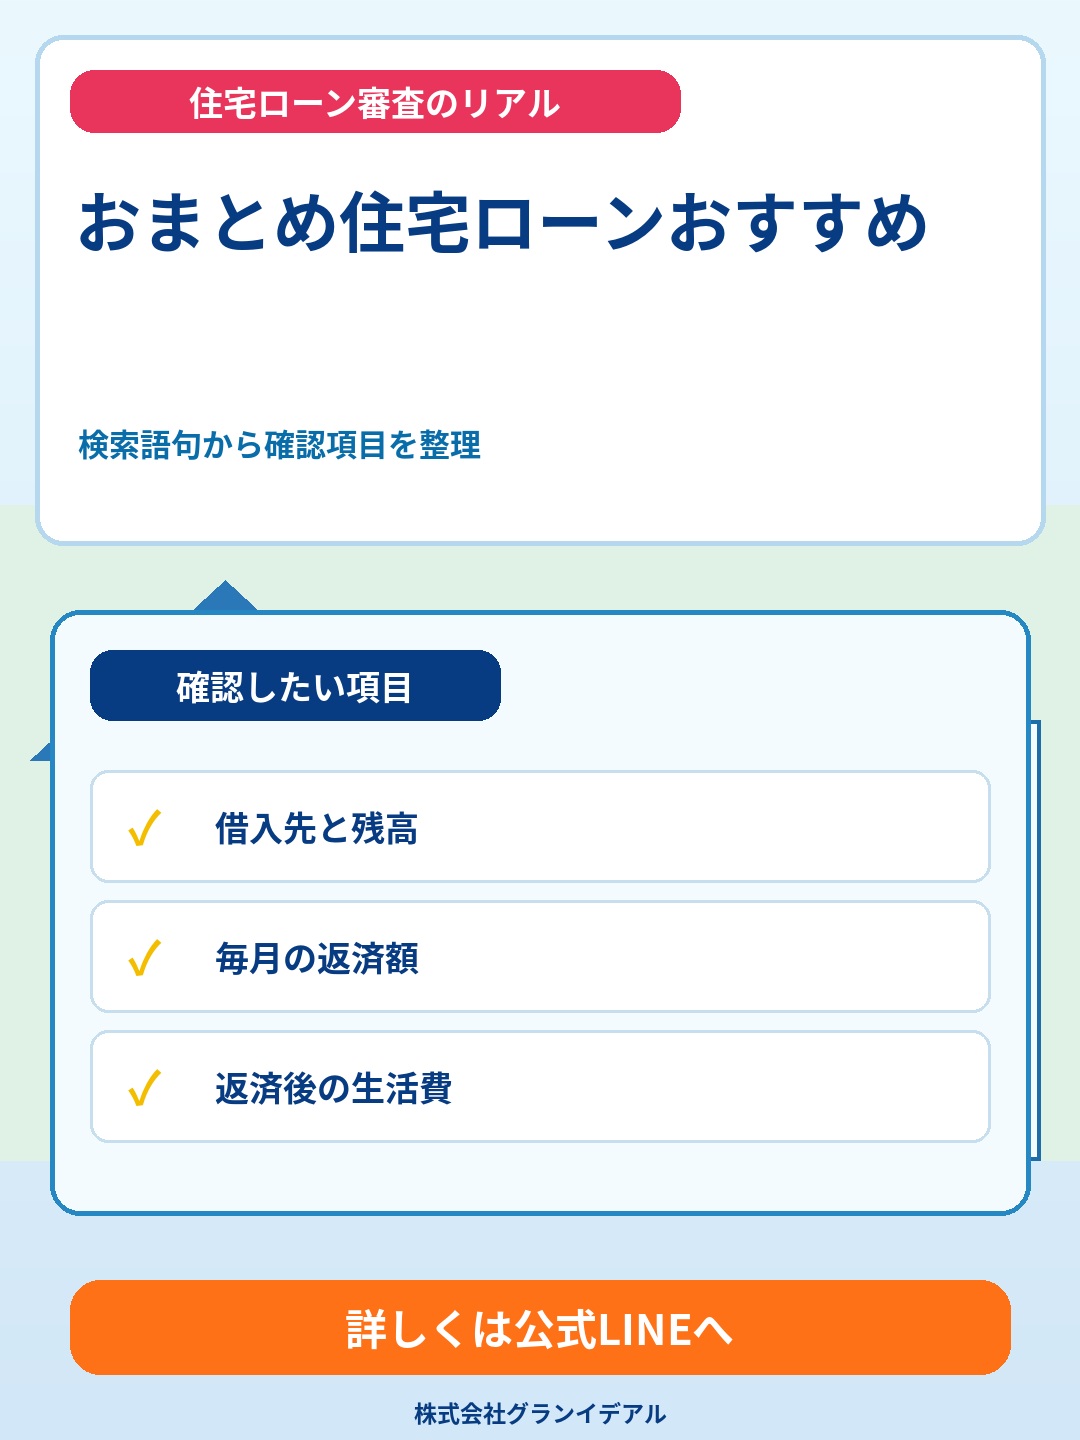 住宅ローン審査のリアル
おまとめ住宅ローンおすすめ
検索語句から確認項目を整理
確認したい項目
✓ 借入先と残高
✓ 毎月の返済額
✓ 返済後の生活費
詳しくは公式LINEへ
株式会社グランイデアル